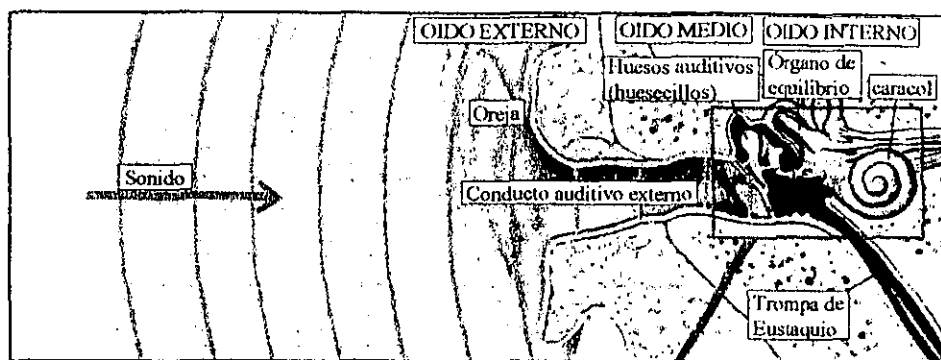 OIDO EXTERNO
OIDO MEDIO
OIDO INTERNO
Huesos auditivos
(huesecillos)
Organo de
equilibrio
caracol
Oreja
Sonido
Conducto auditivo externo
Trompa de
Eustaquio